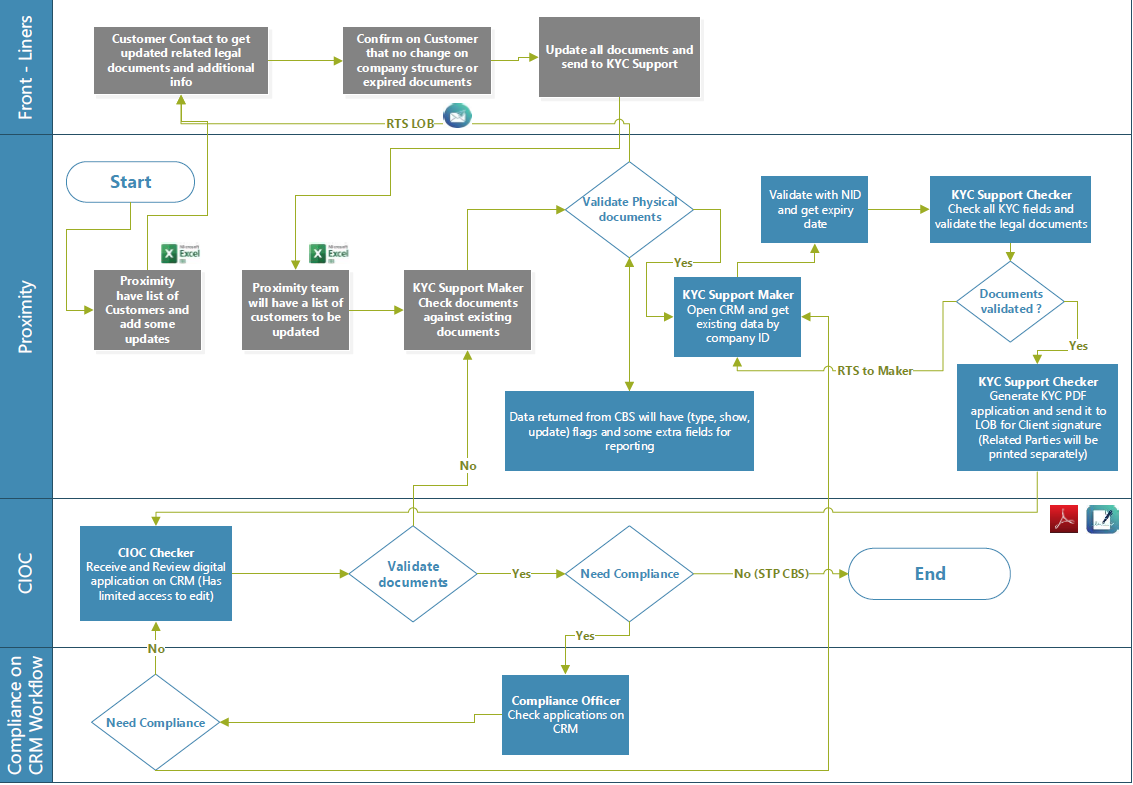 Front - Liners
Customer Contact to get
updated related legal
documents and additional
info
Confirm on Customer
that no change on
company structure or
expired documents
Update all documents and
send to KYC Support
RTS LOB
Proximity
Start
Microsoft
Excel
Proximity
have list of
Customers and
add some
updates
Microsoft
Excel
Proximity team
will have a list of
customers to be
updated
KYC Support Maker
Check documents
against existing
documents
Validate Physical
documents
Yes
KYC Support Maker
Open CRM and get
existing data by
company ID
Validate with NID
and get expiry
date
KYC Support Checker
Check all KYC fields and
validate the legal documents
Documents
validated ?
Yes
RTS to Maker
KYC Support Checker
Generate KYC PDF
application and send it to
LOB for Client signature
(Related Parties will be
printed separately)
Data returned from CBS will have (type, show,
update) flags and some extra fields for
reporting
No
CIOC
CIOC Checker
Receive and Review digital
application on CRM (Has
limited access to edit)
Validate
documents
Yes
Need Compliance
No (STP CBS)
End
Yes
No
Compliance on
CRM Workflow
Need Compliance
Compliance Officer
Check applications on
CRM